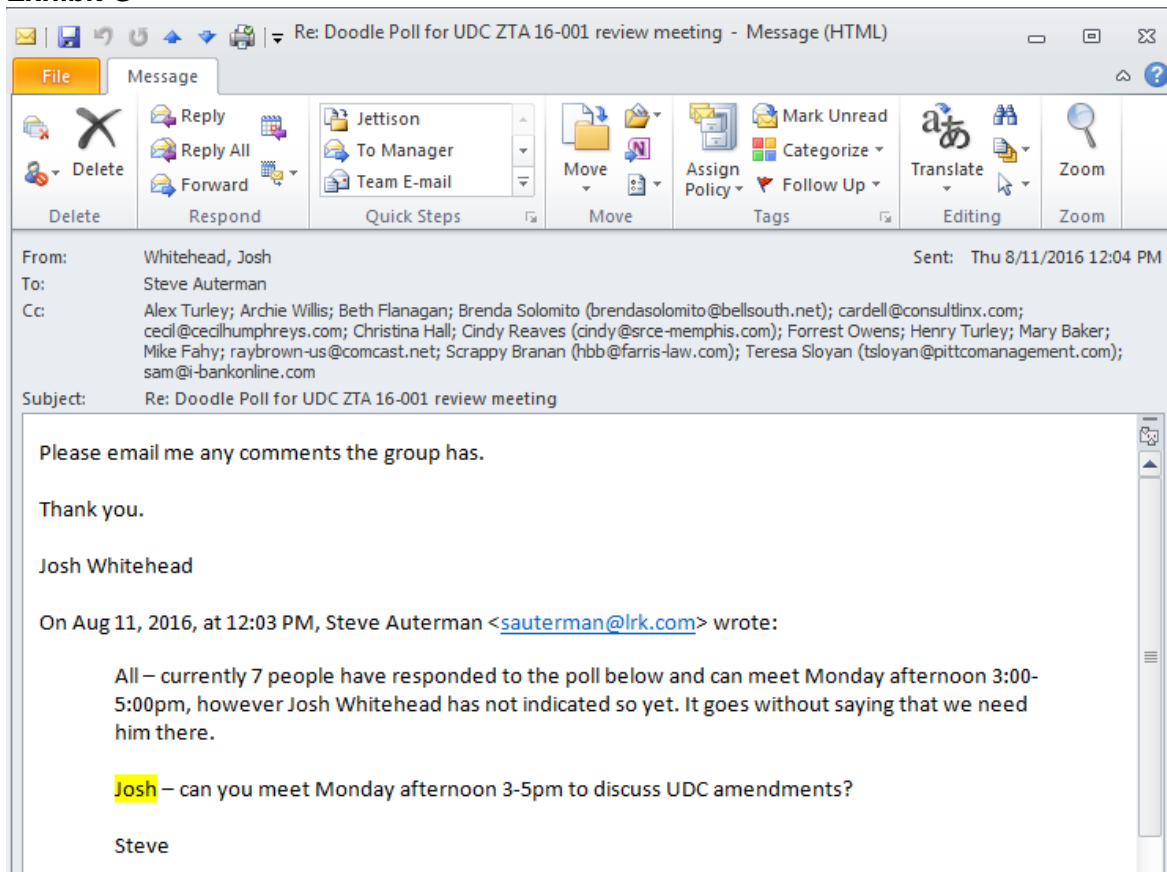 Re: Doodle Poll for UDC ZTA 16-001 review meeting - Message (HTML)
File Message
Delete
Reply
Reply All
Forward
Jettison
To Manager
Team E-mail
Move
Assign Policy
Mark Unread
Categorize
Follow Up
Translate
Zoom
Delete Respond Quick Steps Move Tags Editing Zoom
From: Whitehead, Josh Sent: Thu 8/11/2016 12:04 PM
To: Steve Auterman
Cc: Alex Turley; Archie Willis; Beth Flanagan; Brenda Solomito (brendasolomito@bellsouth.net); cardell@consultlinx.com;
cecil@cecilhumphreys.com; Christina Hall; Cindy Reaves (cindy@srce-memphis.com); Forrest Owens; Henry Turley; Mary Baker;
Mike Fahy; raybrown-us@comcast.net; Scrappy Branan (hbb@farris-law.com); Teresa Sloyan (tsloyan@pittcomanagement.com);
sam@i-bankonline.com
Subject: Re: Doodle Poll for UDC ZTA 16-001 review meeting
Please email me any comments the group has.
Thank you.
Josh Whitehead
On Aug 11, 2016, at 12:03 PM, Steve Auterman <sauterman@lrk.com> wrote:
All – currently 7 people have responded to the poll below and can meet Monday afternoon 3:00-
5:00pm, however Josh Whitehead has not indicated so yet. It goes without saying that we need
him there.
Josh – can you meet Monday afternoon 3-5pm to discuss UDC amendments?
Steve